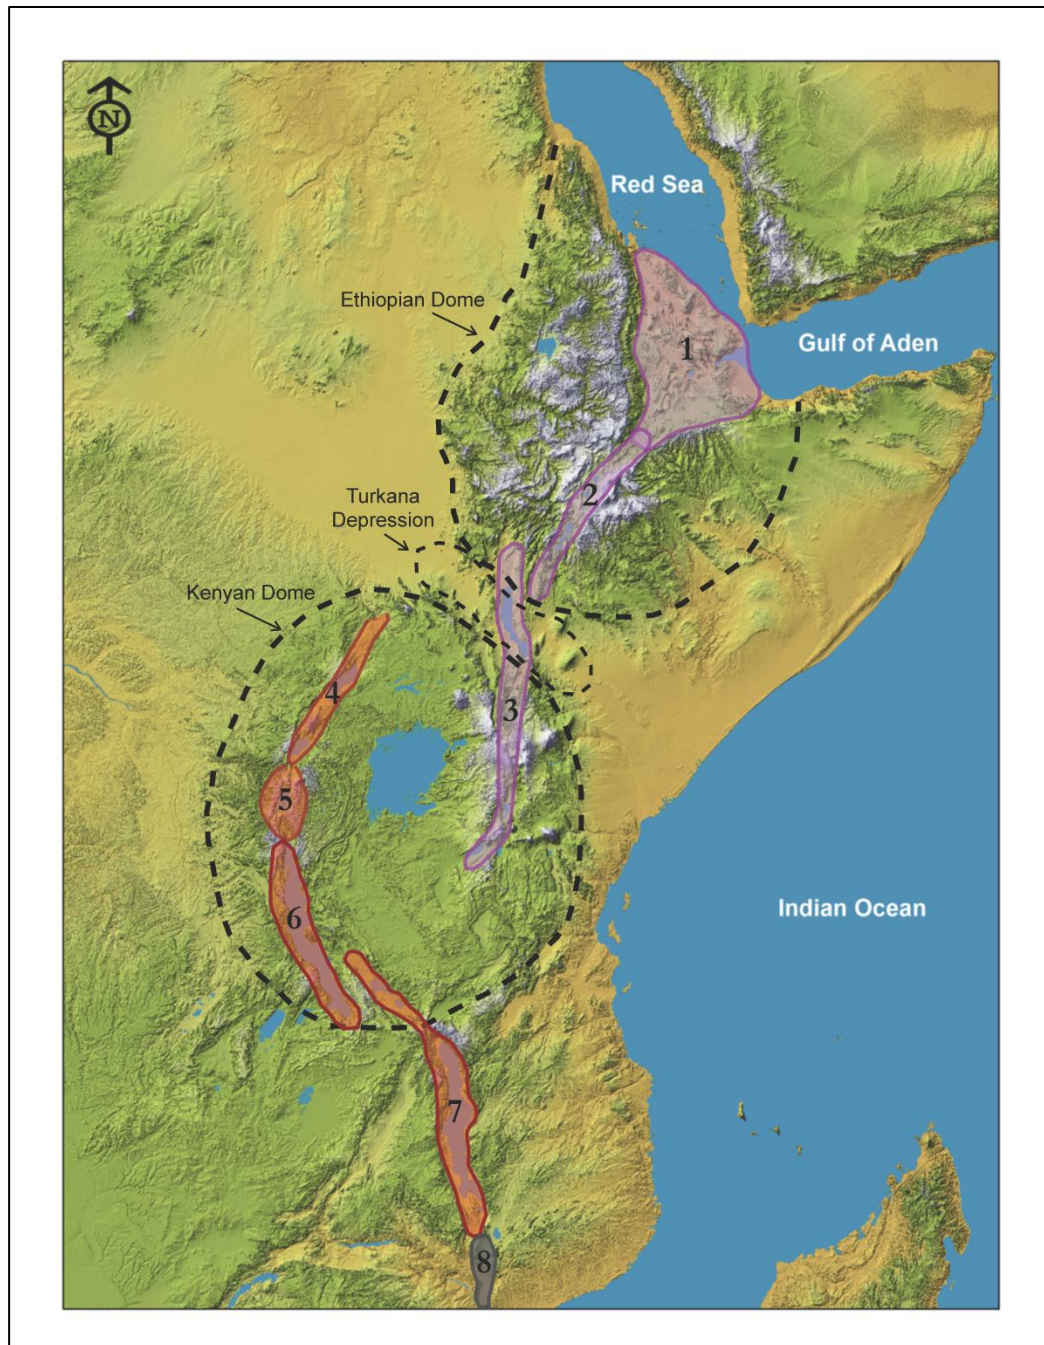 N
Red Sea
Ethiopian Dome
1
Gulf of Aden
2
Turkana
Depression
Kenyan Dome
4
3
5
6
Indian Ocean
7
8